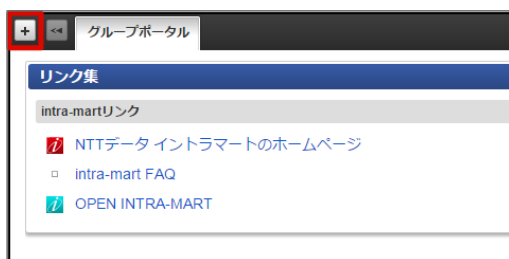 + << グループポータル
リンク集
intra-martリンク
NTTデータ イントラマートのホームページ
intra-mart FAQ
OPEN INTRA-MART